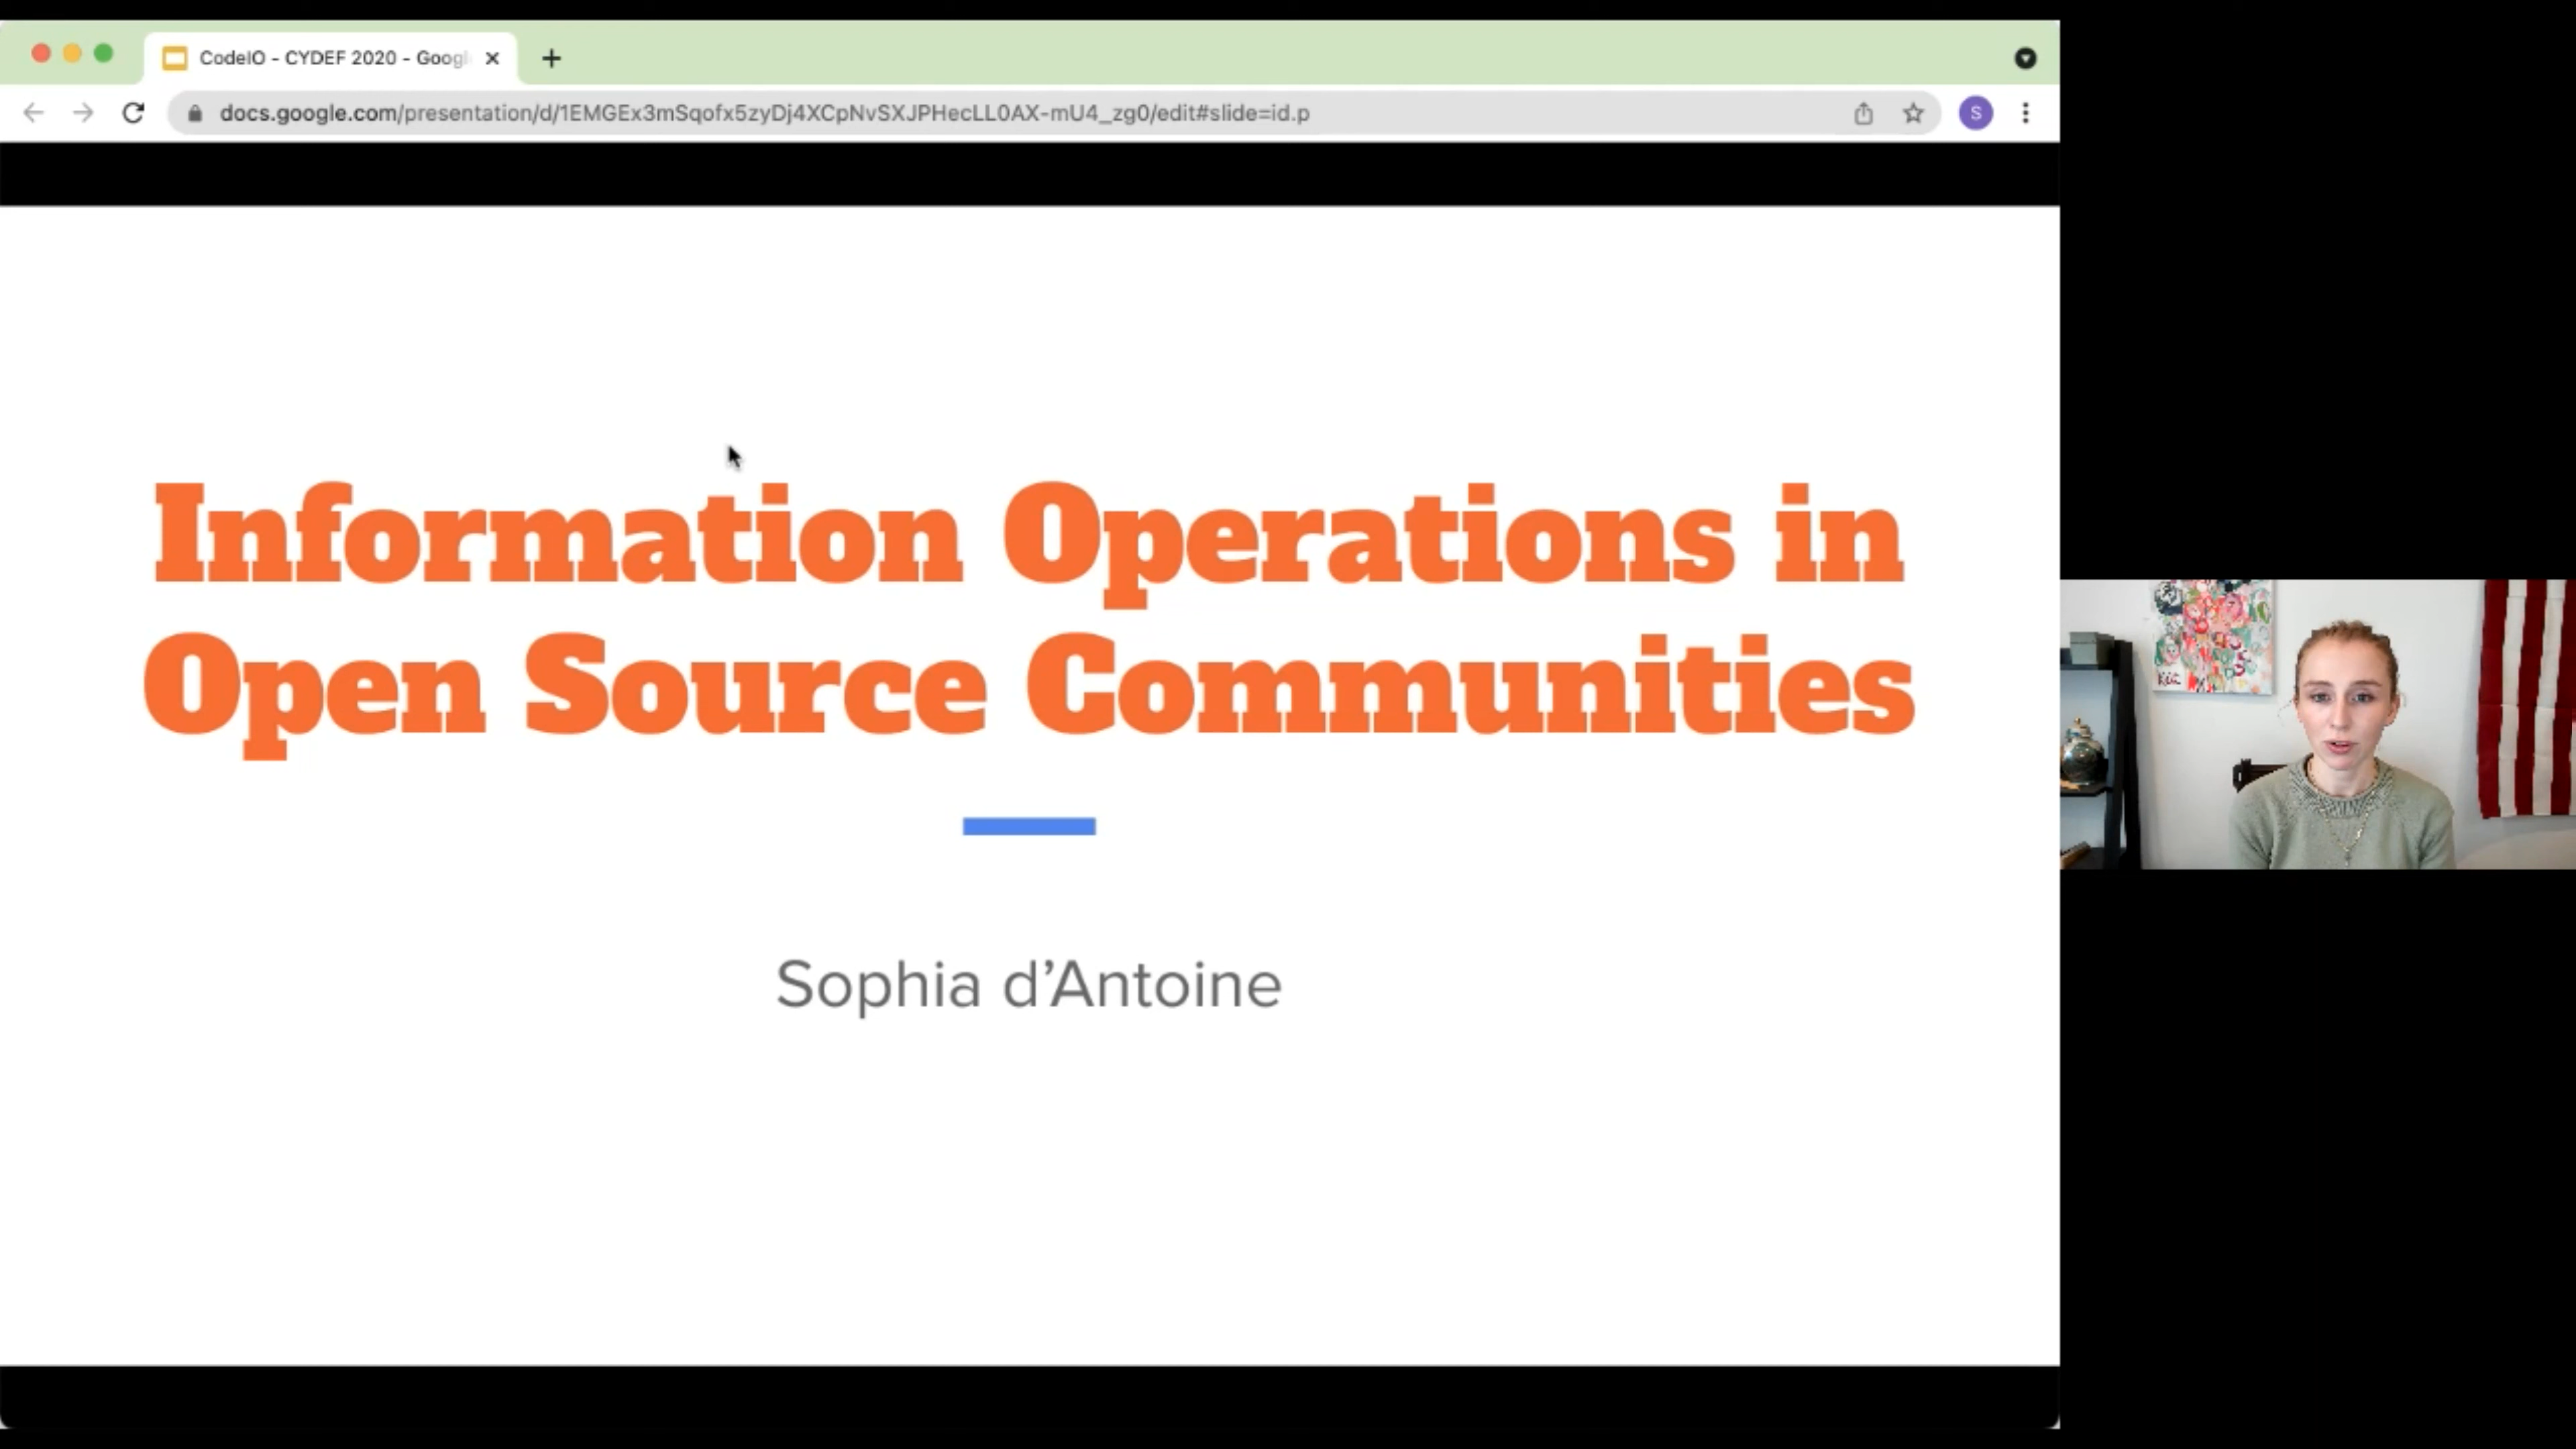 CodeIO - CYDEF 2020 - Googl
docs.google.com/presentation/d/1EMGEx3mSqofx5zyDj4XCpNvSXJPHecLL0AX-mU4_zg0/edit#slide=id.p
S
Information Operations in
Open Source Communities
Sophia d’Antoine